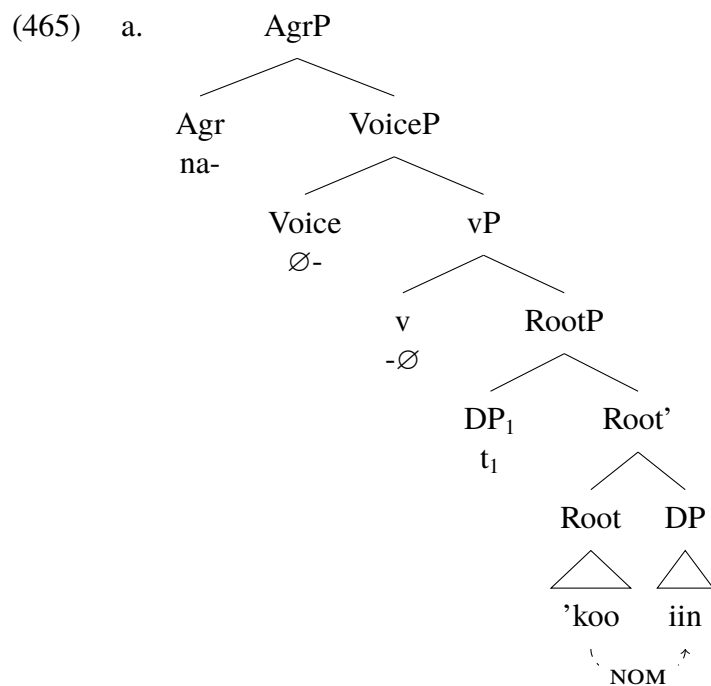 (465) a. AgrP
Agr VoiceP
na-
Voice vP
∅-
v RootP
-∅
DP₁ Root'
t₁
Root DP
'koo iin
NOM